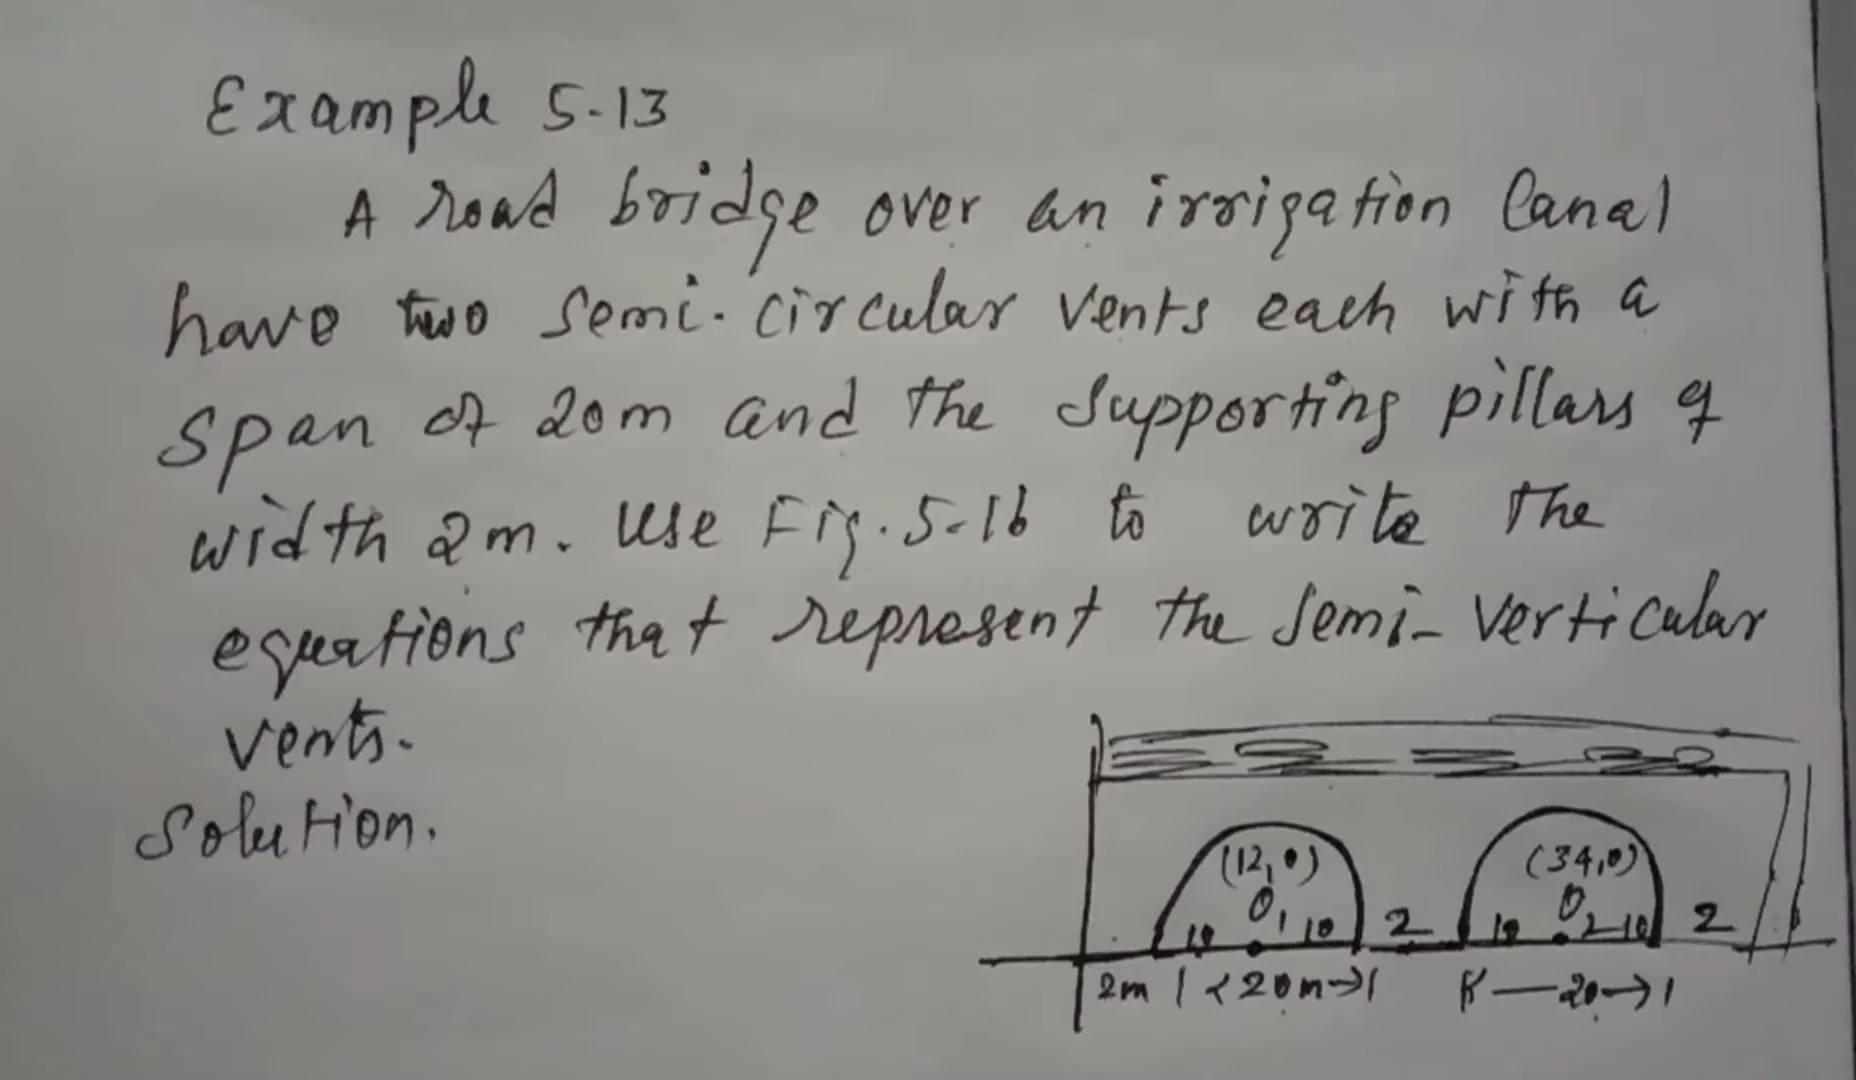 Example 5-13
A road bridge over an irrigation Canal
have two semi-circular vents each with a
span of 20m and the supporting pillars of
width 2m. Use Fig. 5-16 to write the
equations that represent the semi-verticular
vents.
Solution.
(12,0) (34,0)
10 O1 10 2 10 O2 10 2
2m 20m 20